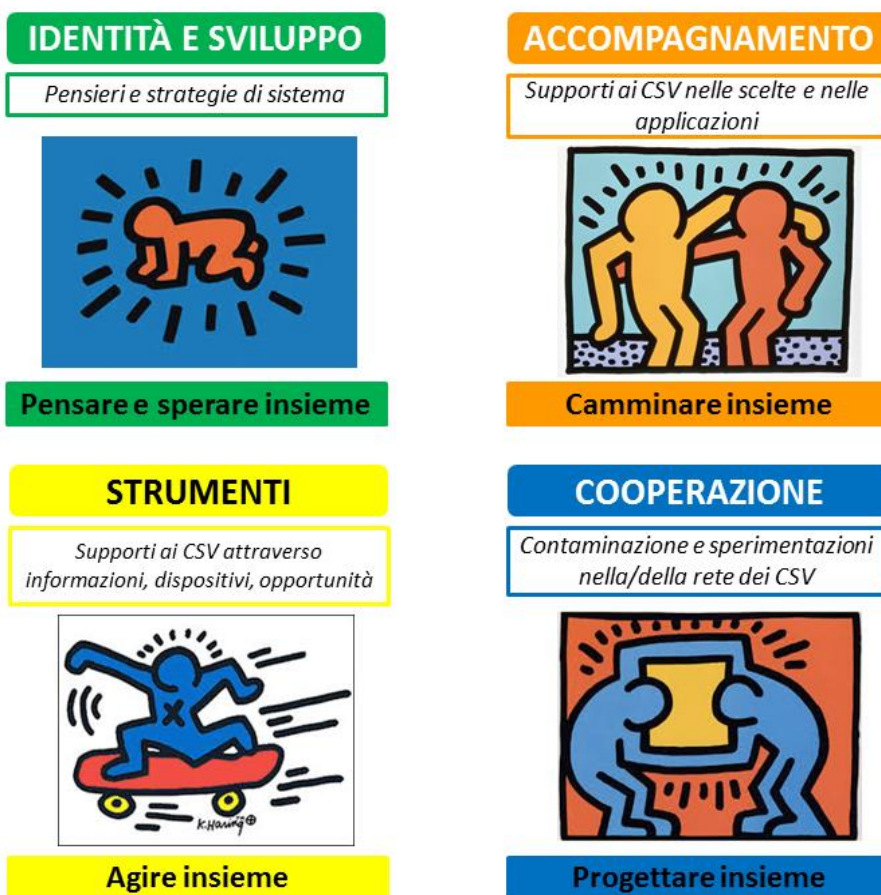 IDENTITÀ E SVILUPPO
Pensieri e strategie di sistema
Pensare e sperare insieme
ACCOMPAGNAMENTO
Supporti ai CSV nelle scelte e nelle
applicazioni
Camminare insieme
STRUMENTI
Supporti ai CSV attraverso
informazioni, dispositivi, opportunità
K.Haring
Agire insieme
COOPERAZIONE
Contaminazione e sperimentazioni
nella/della rete dei CSV
Progettare insieme